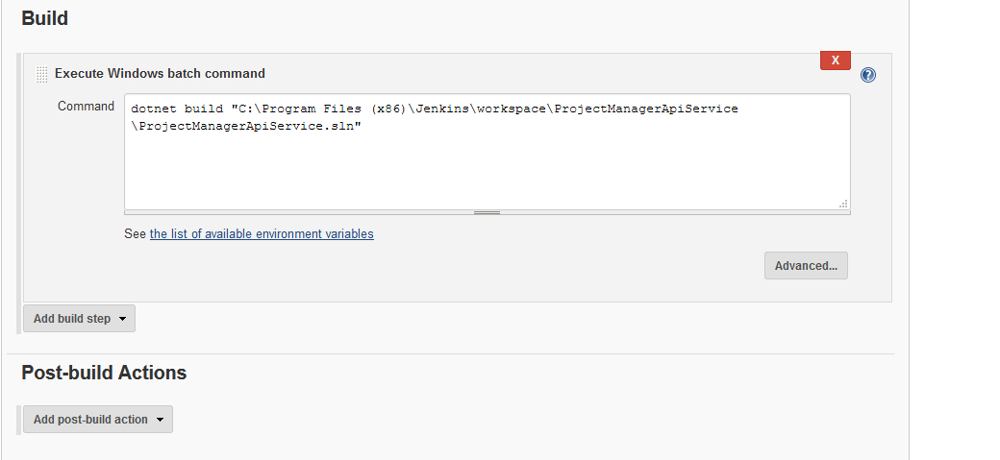 Build
Execute Windows batch command
X
Command
dotnet build "C:\Program Files (x86)\Jenkins\workspace\ProjectManagerApiService
\ProjectManagerApiService.sln"
See the list of available environment variables
Advanced...
Add build step
Post-build Actions
Add post-build action